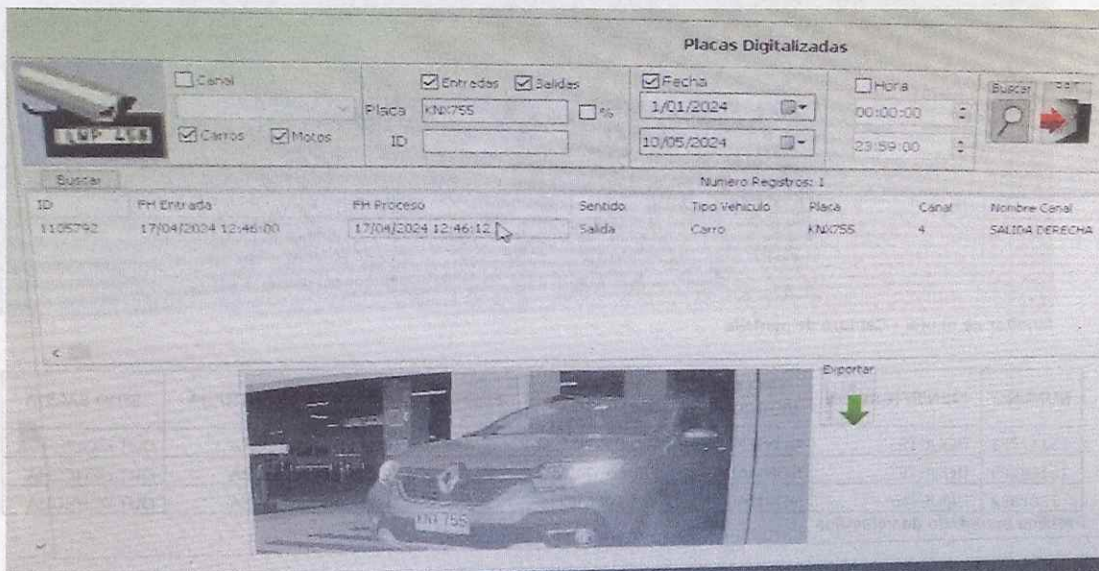 Placas Digitalizadas
Canal
Entradas Salidas
Fecha
Hora
Buscar
Placa KNX755 %
1/01/2024
00:00:00
Carros Motos
ID
10/05/2024
23:59:00
Buscar
Numero Registros: 1
ID FH Entrada FH Proceso Sentido Tipo Vehiculo Placa Canal Nombre Canal
1105792 17/04/2024 12:46:00 17/04/2024 12:46:12 Salida Carro KNX755 4 SALIDA DERECHA
Exportar